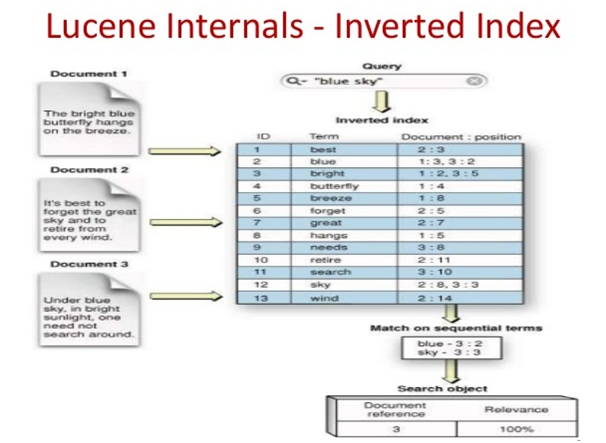 Lucene Internals - Inverted Index
Document 1
The bright blue
butterfly hangs
on the breeze.
Document 2
It's best to
forget the great
sky and to
retire from
every wind.
Document 3
Under blue
sky, in bright
sunlight, one
need not
search around.
Query
"blue sky"
Inverted index
ID Term Document : position
1 best 2 : 3
2 blue 1: 3, 3 : 2
3 bright 1 : 2, 3 : 5
4 butterfly 1 : 4
5 breeze 1 : 8
6 forget 2 : 5
7 great 2 : 7
8 hangs 1 : 5
9 needs 3 : 8
10 retire 2 : 11
11 search 3 : 10
12 sky 2 : 8, 3 : 3
13 wind 2 : 14
Match on sequential terms
blue - 3 : 2
sky - 3 : 3
Search object
Document reference Relevance
3 100%